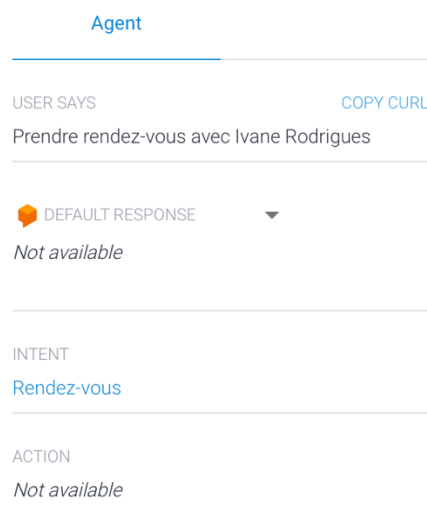 Agent
USER SAYS COPY CURL
Prendre rendez-vous avec Ivane Rodrigues
DEFAULT RESPONSE
Not available
INTENT
Rendez-vous
ACTION
Not available